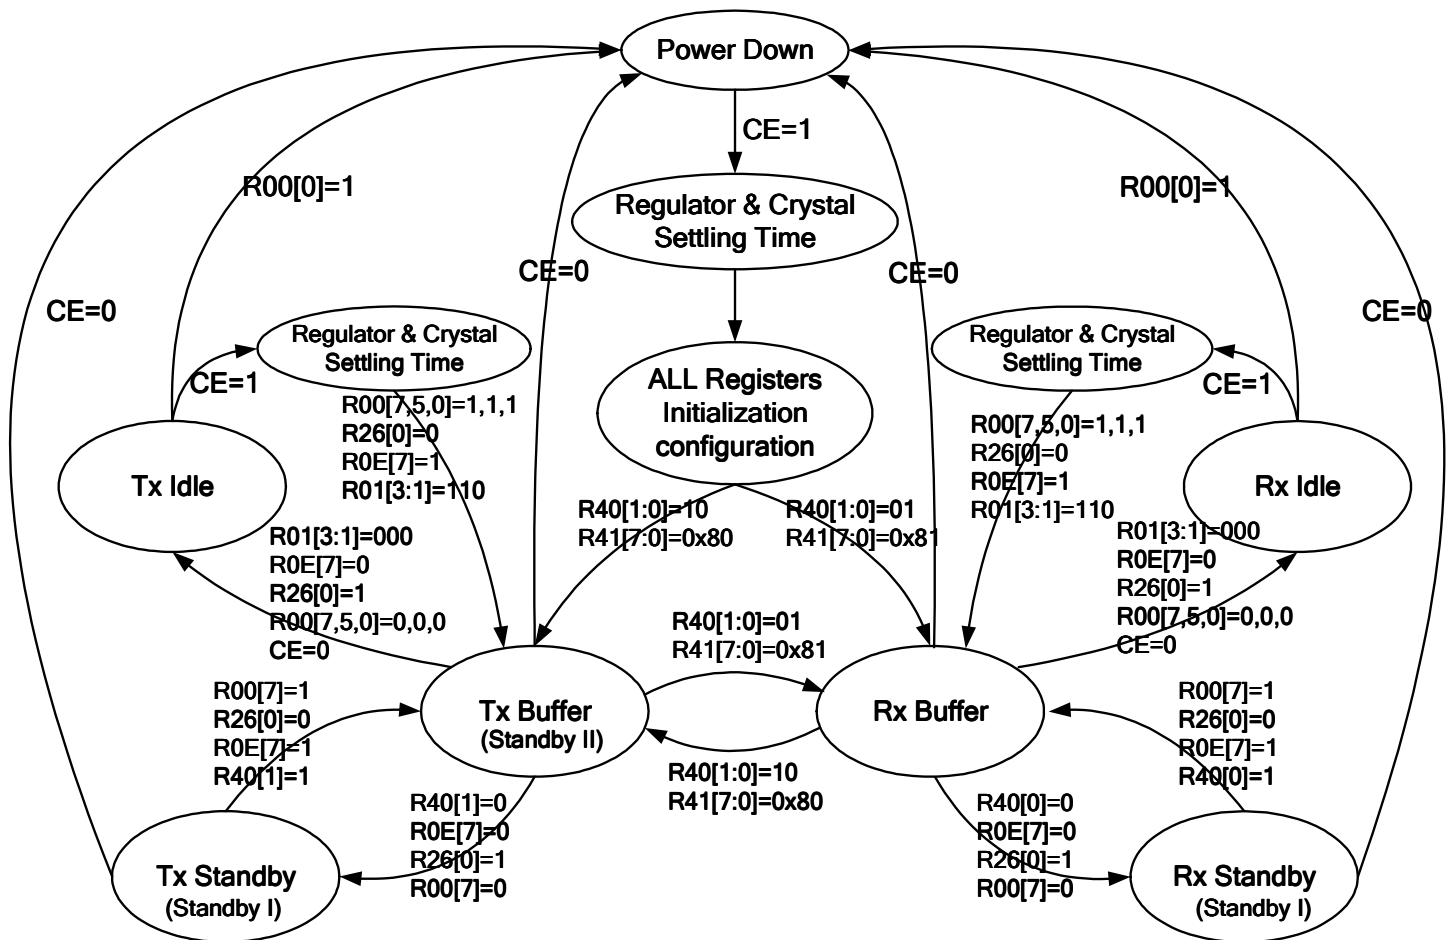 Power Down
CE=1
R00[0]=1
R00[0]=1
Regulator & Crystal
Settling Time
CE=0
CE=0
CE=0
CE=0
Regulator & Crystal
Settling Time
CE=1
Regulator & Crystal
Settling Time
CE=1
ALL Registers
Initialization
configuration
R00[7,5,0]=1,1,1
R26[0]=0
R0E[7]=1
R01[3:1]=110
R00[7,5,0]=1,1,1
R26[0]=0
R0E[7]=1
R01[3:1]=110
Tx Idle
Rx Idle
R40[1:0]=10
R41[7:0]=0x80
R40[1:0]=01
R41[7:0]=0x81
R01[3:1]=000
R0E[7]=0
R26[0]=1
R00[7,5,0]=0,0,0
CE=0
R01[3:1]=000
R0E[7]=0
R26[0]=1
R00[7,5,0]=0,0,0
CE=0
R40[1:0]=01
R41[7:0]=0x81
Tx Buffer
(Standby II)
Rx Buffer
R00[7]=1
R26[0]=0
R0E[7]=1
R40[1]=1
R00[7]=1
R26[0]=0
R0E[7]=1
R40[0]=1
R40[1:0]=10
R41[7:0]=0x80
R40[1]=0
R0E[7]=0
R26[0]=1
R00[7]=0
R40[0]=0
R0E[7]=0
R26[0]=1
R00[7]=0
Tx Standby
(Standby I)
Rx Standby
(Standby I)